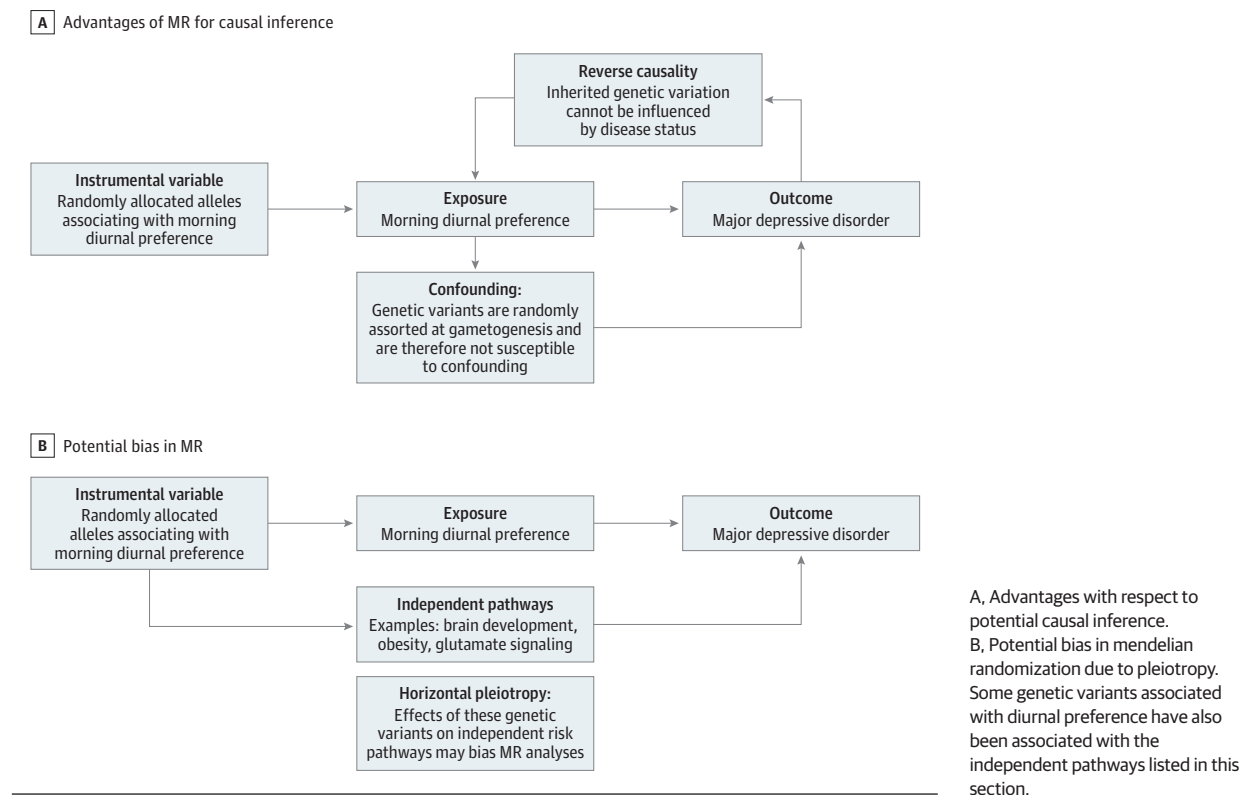 A Advantages of MR for causal inference
Reverse causality
Inherited genetic variation
cannot be influenced
by disease status
Instrumental variable
Randomly allocated alleles
associating with morning
diurnal preference
Exposure
Morning diurnal preference
Outcome
Major depressive disorder
Confounding:
Genetic variants are randomly
assorted at gametogenesis and
are therefore not susceptible
to confounding
B Potential bias in MR
Instrumental variable
Randomly allocated
alleles associating with
morning diurnal preference
Exposure
Morning diurnal preference
Outcome
Major depressive disorder
Independent pathways
Examples: brain development,
obesity, glutamate signaling
Horizontal pleiotropy:
Effects of these genetic
variants on independent risk
pathways may bias MR analyses
A, Advantages with respect to
potential causal inference.
B, Potential bias in mendelian
randomization due to pleiotropy.
Some genetic variants associated
with diurnal preference have also
been associated with the
independent pathways listed in this
section.